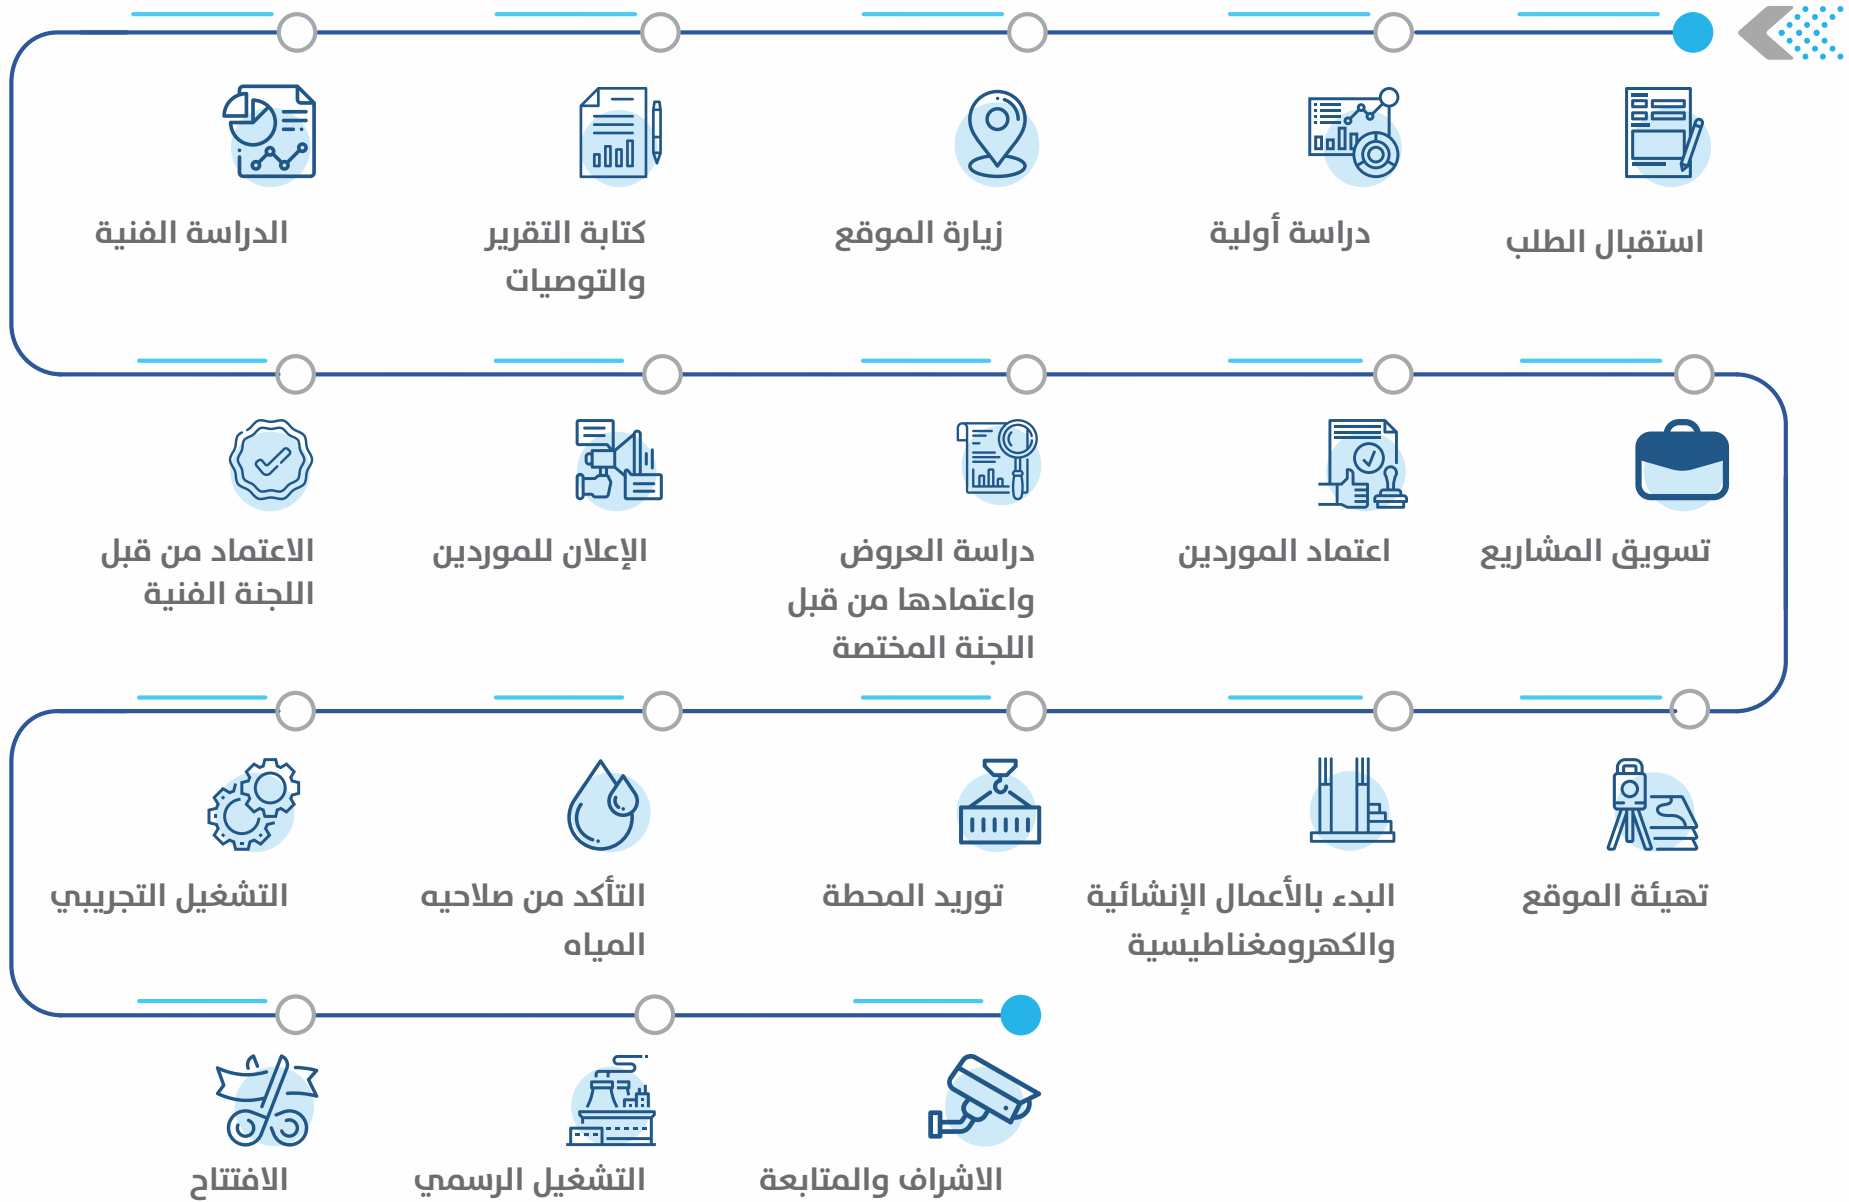 استقبال الطلب
دراسة أولية
زيارة الموقع
كتابة التقرير
والتوصيات
الدراسة الفنية
الاعتماد من قبل
اللجنة الفنية
الإعلان للموردين
دراسة العروض
واعتمادها من قبل
اللجنة المختصة
اعتماد الموردين
تسويق المشاريع
تهيئة الموقع
البدء بالأعمال الإنشائية
والكهرومغناطيسية
توريد المحطة
التأكد من صلاحيه
المياه
التشغيل التجريبي
الافتتاح
التشغيل الرسمي
الاشراف والمتابعة